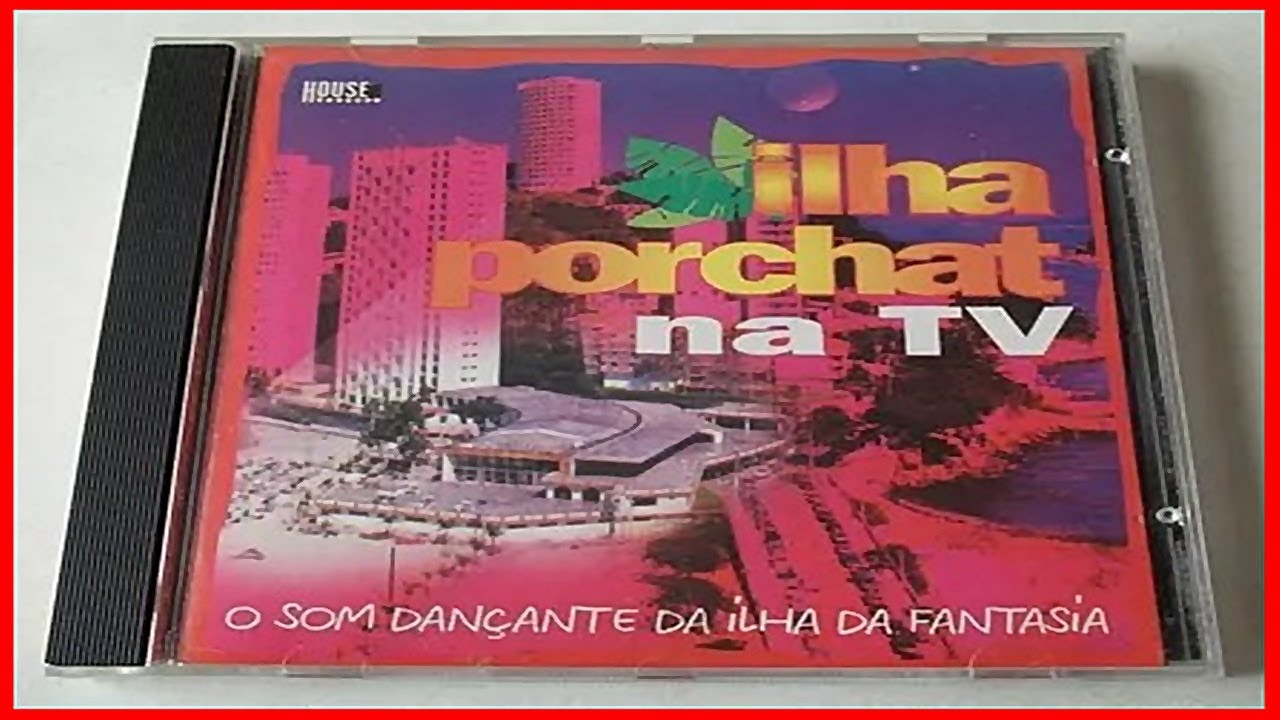 HOUSE
ilha
porchat
na TV
O SOM DANÇANTE DA iLHA DA FANTASiA